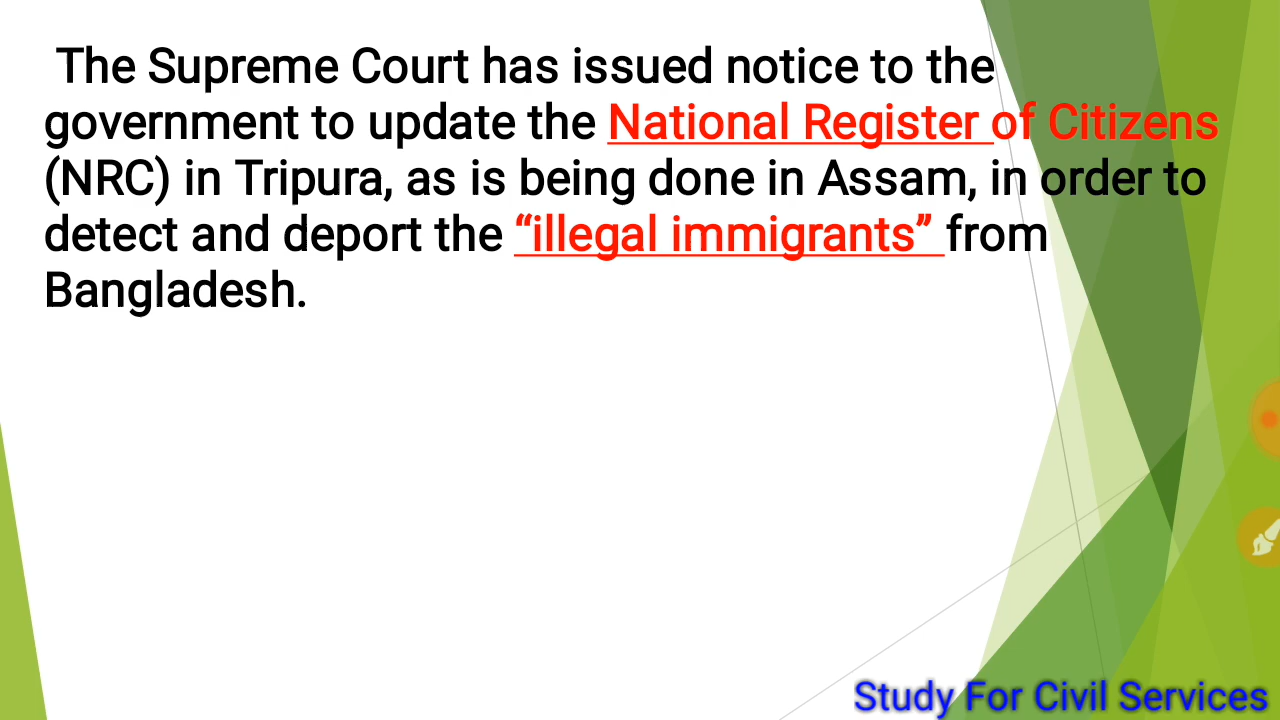 The Supreme Court has issued notice to the
government to update the National Register of Citizens
(NRC) in Tripura, as is being done in Assam, in order to
detect and deport the “illegal immigrants” from
Bangladesh.
Study For Civil Services